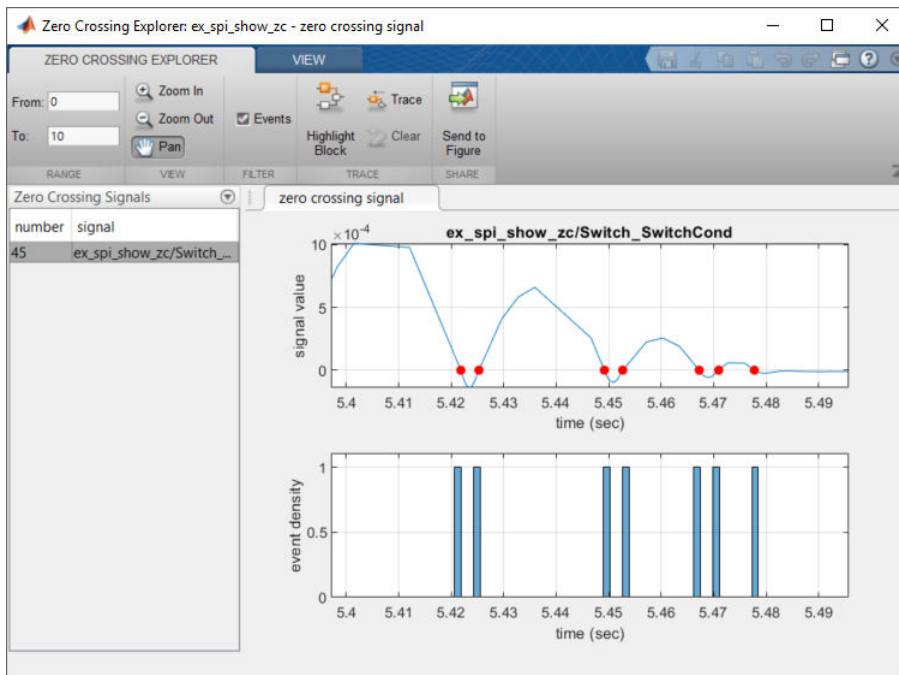 Zero Crossing Explorer: ex_spi_show_zc - zero crossing signal
ZERO CROSSING EXPLORER VIEW
From: 0
To: 10
Zoom In
Zoom Out
Pan
Events
Highlight
Block
Trace
Clear
Send to
Figure
RANGE VIEW FILTER TRACE SHARE
Zero Crossing Signals
number signal
45 ex_spi_show_zc/Switch_...
zero crossing signal
×10⁻⁴
ex_spi_show_zc/Switch_SwitchCond
10
5
0
signal value
5.4 5.41 5.42 5.43 5.44 5.45 5.46 5.47 5.48 5.49
time (sec)
1
0.5
0
event density
5.4 5.41 5.42 5.43 5.44 5.45 5.46 5.47 5.48 5.49
time (sec)